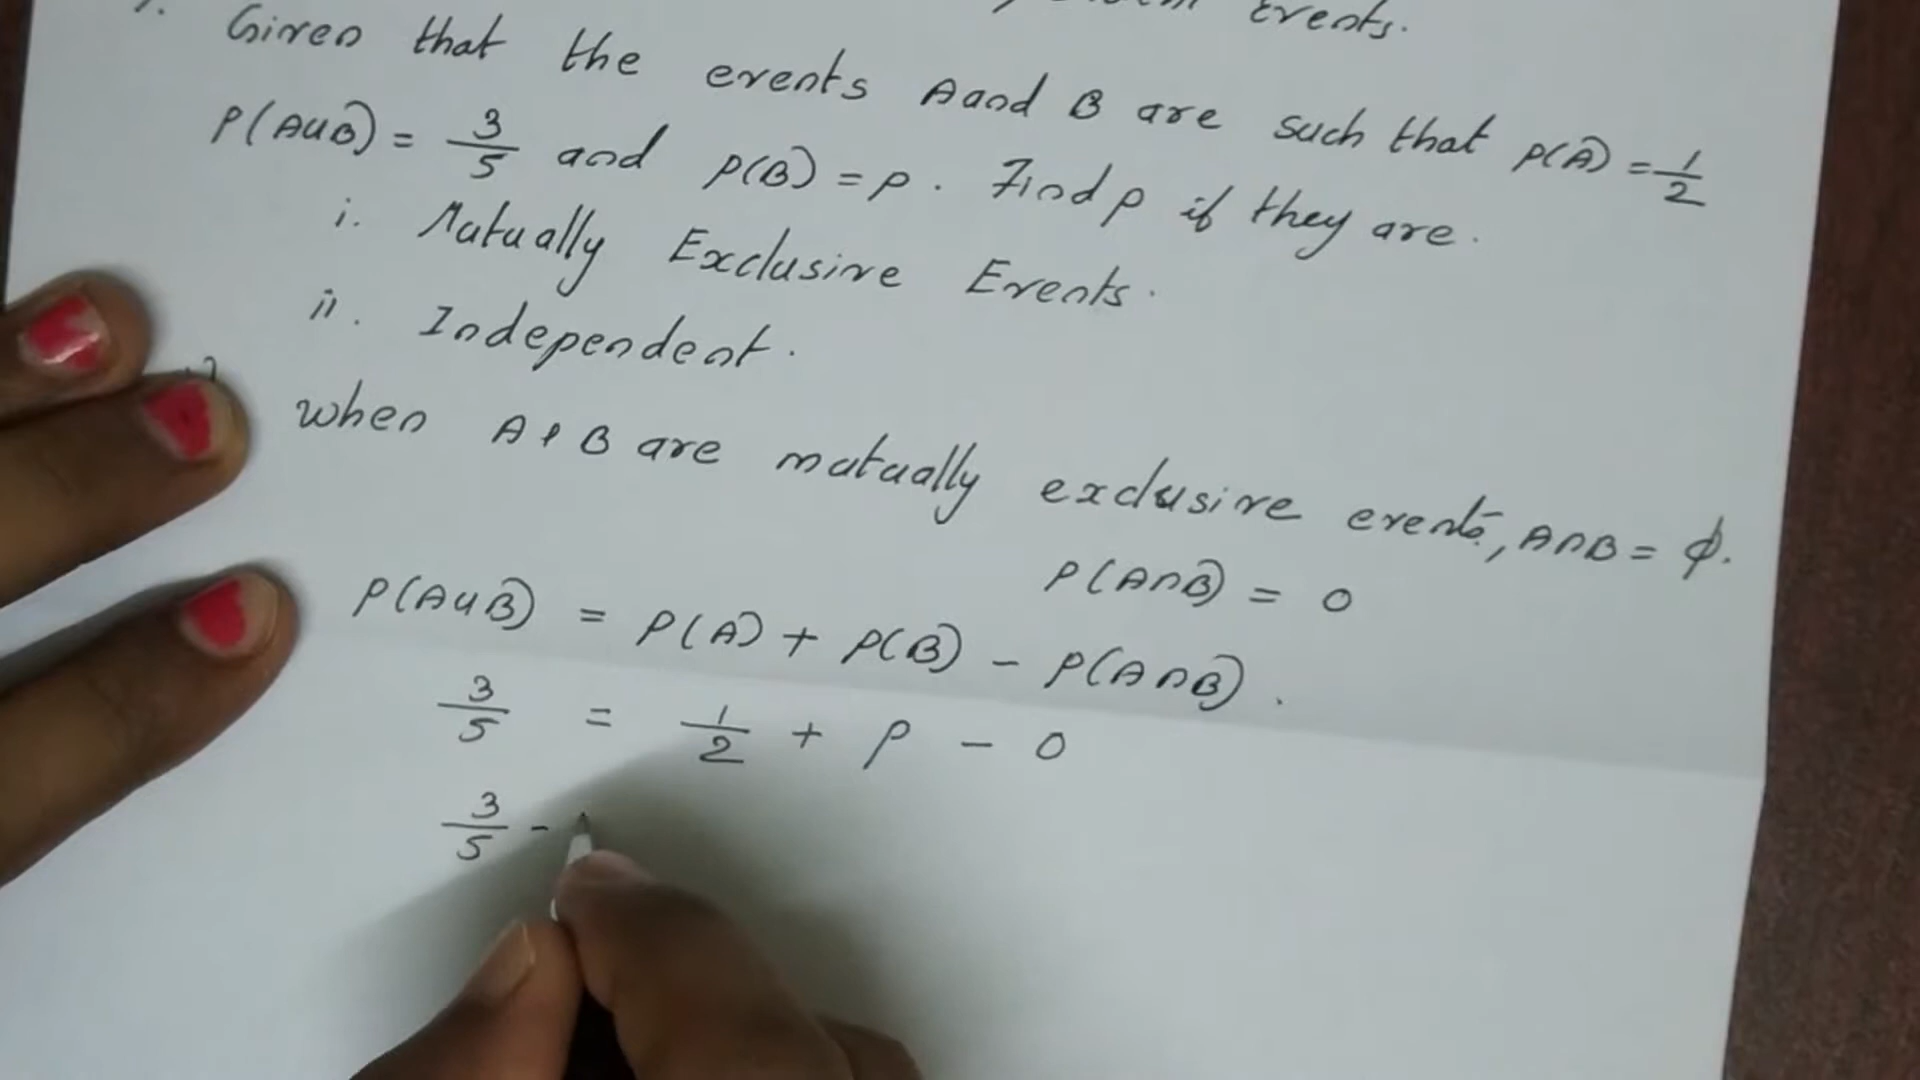 Events.
Given that the events A and B are such that P(A) = 1/2
P(A∪B) = 3/5 and P(B) = p. Find p if they are.
i. Mutually Exclusive Events.
ii. Independent.
when A & B are mutually exclusive events, A∩B = ϕ.
P(A∩B) = 0
P(A∪B) = P(A) + P(B) - P(A∩B).
3/5 = 1/2 + p - 0
3/5 -